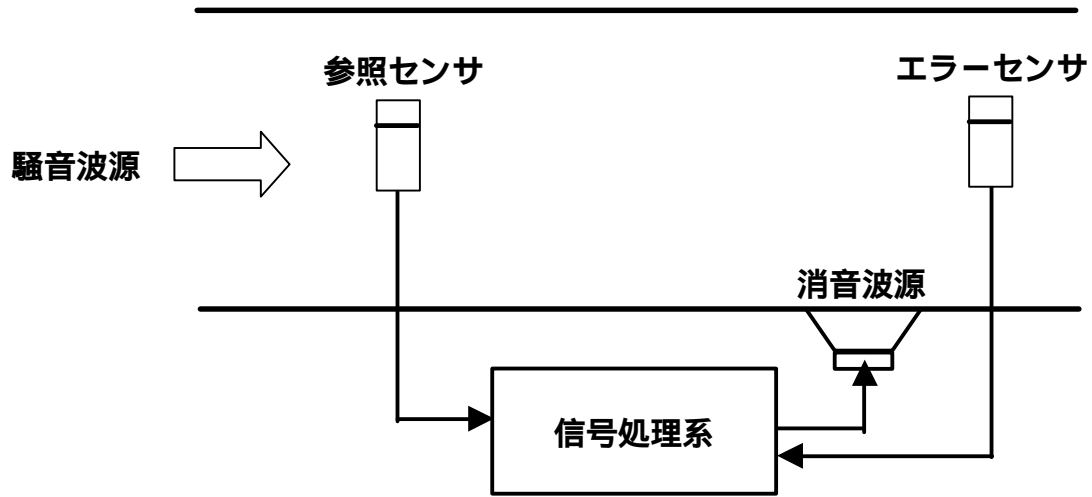 参照センサ
エラーセンサ
騒音波源
消音波源
信号処理系